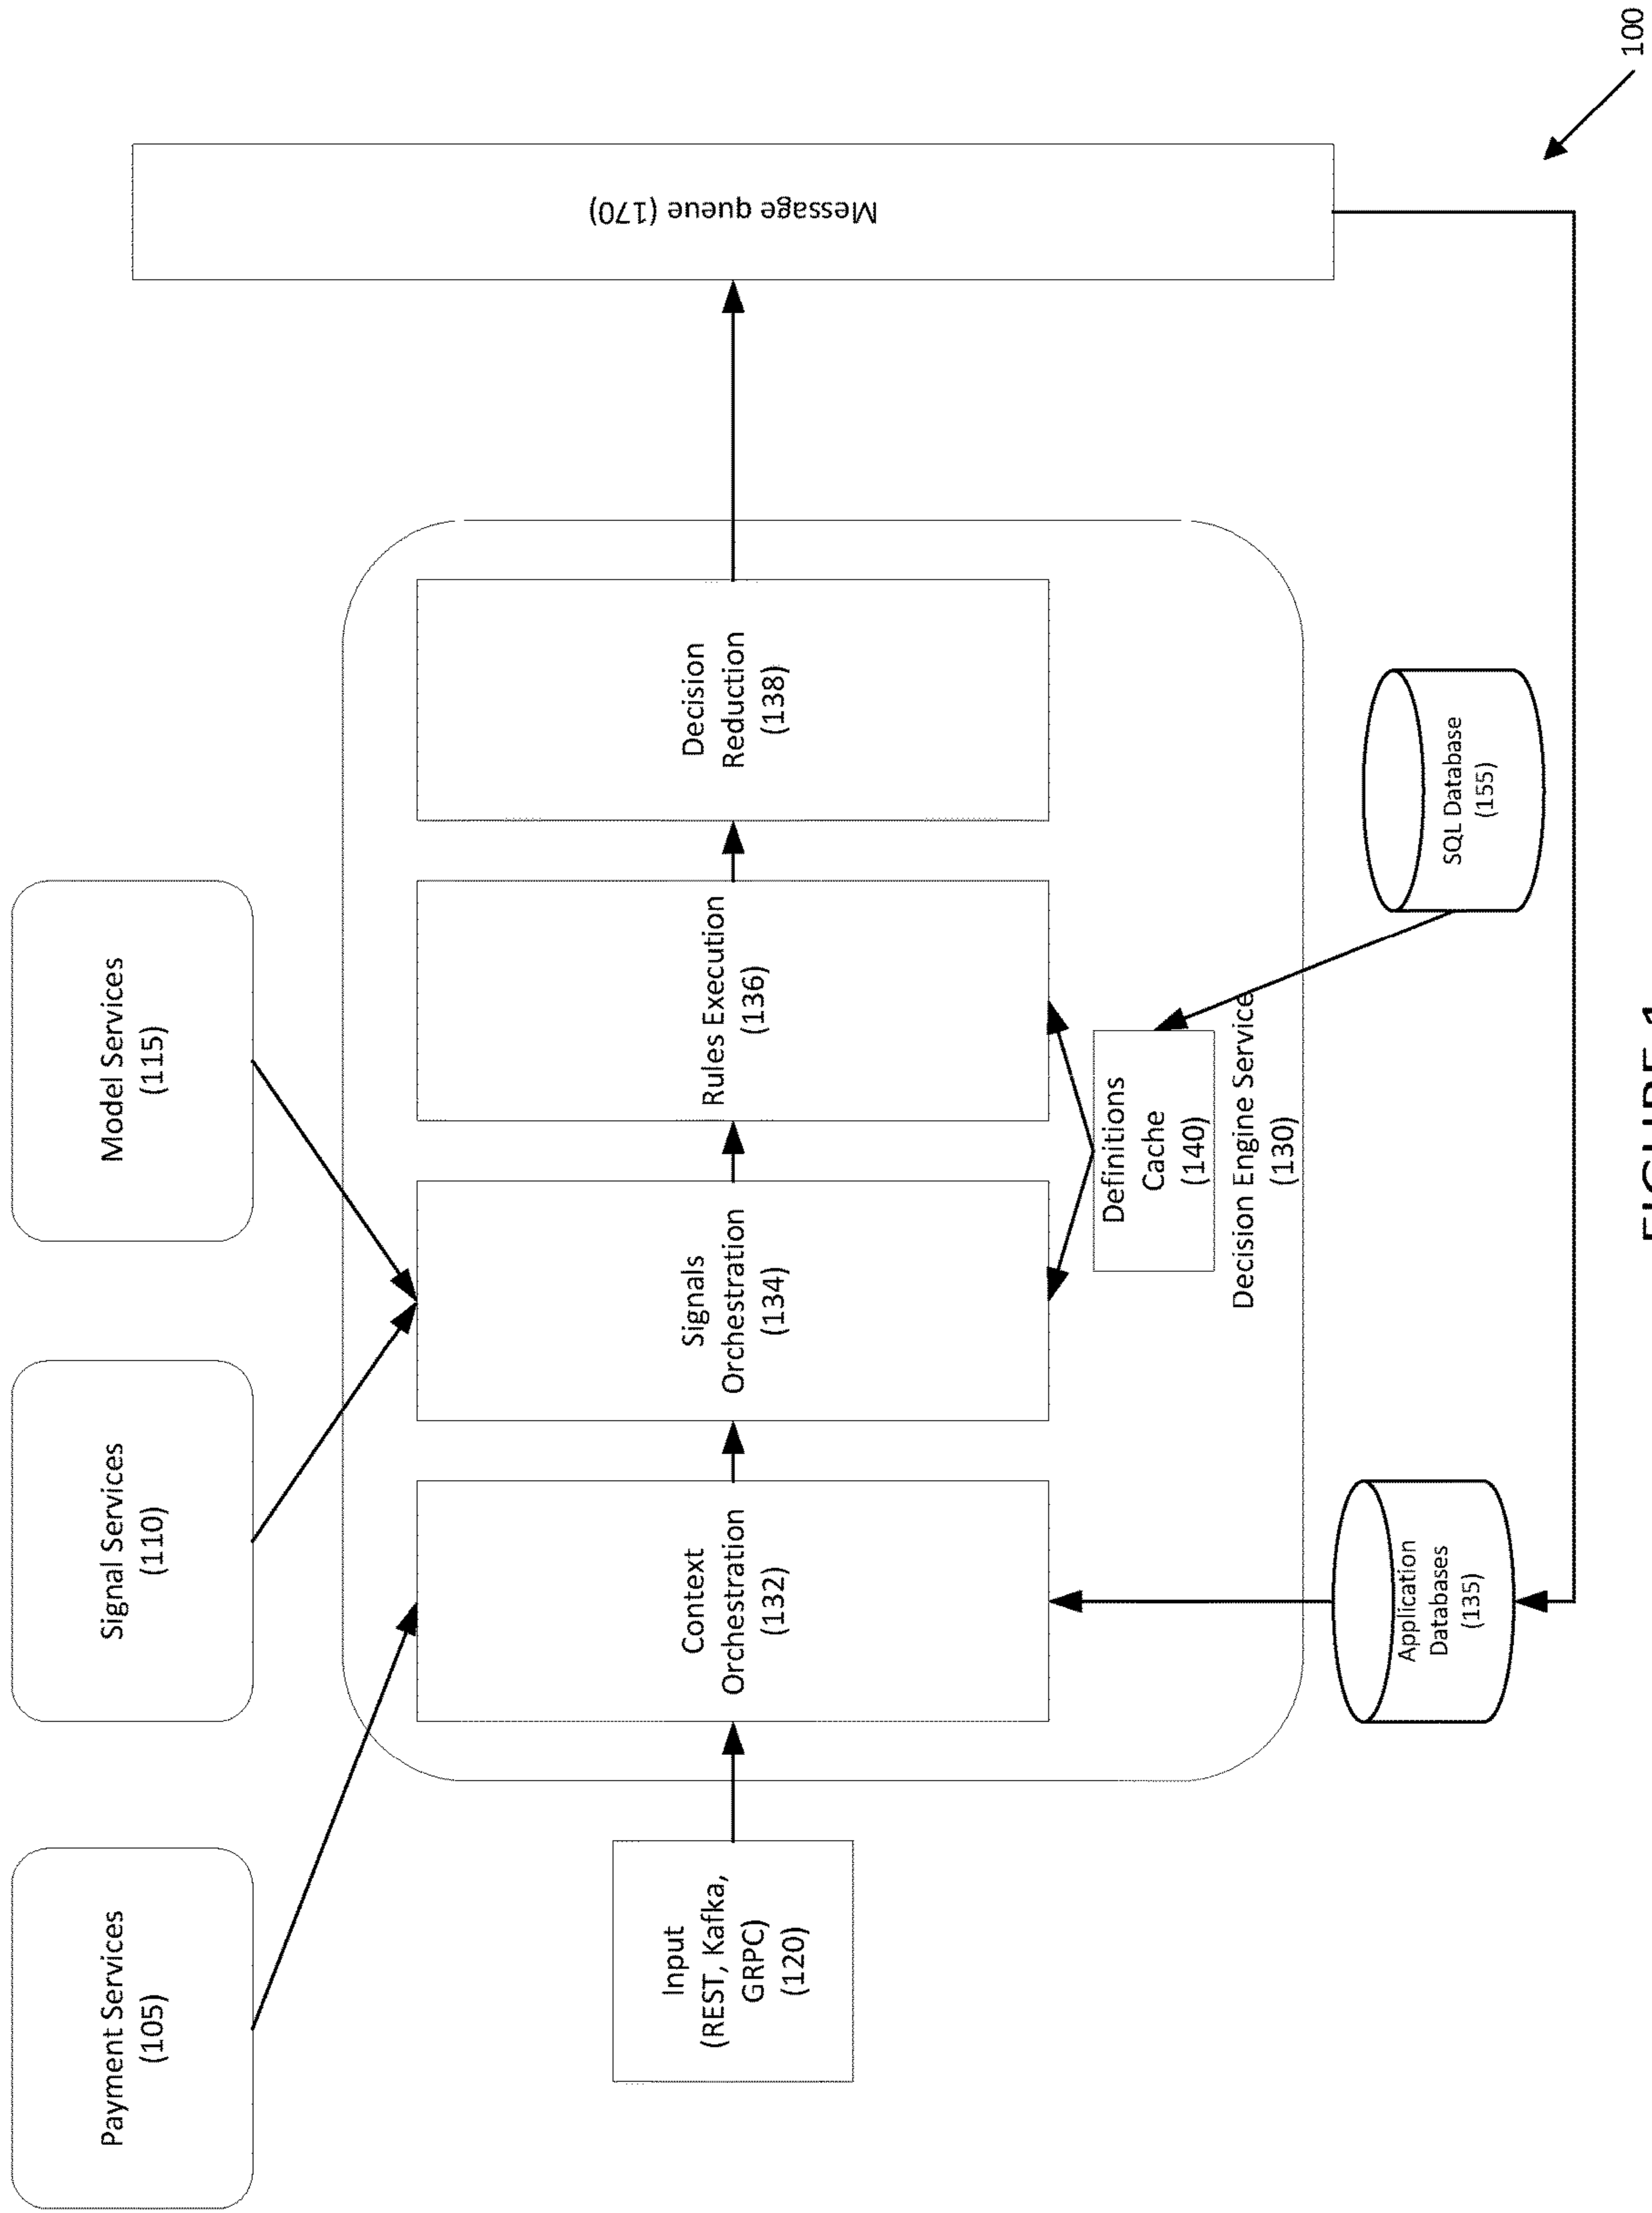 Payment Services
(105)
Signal Services
(110)
Model Services
(115)
Input
(REST, Kafka,
GRPC)
(120)
Context
Orchestration
(132)
Signals
Orchestration
(134)
Rules Execution
(136)
Decision
Reduction
(138)
Message queue (170)
Definitions
Cache
(140)
Decision Engine Service
(130)
Application
Databases
(135)
SQL Database
(155)
100
FIGURE 1